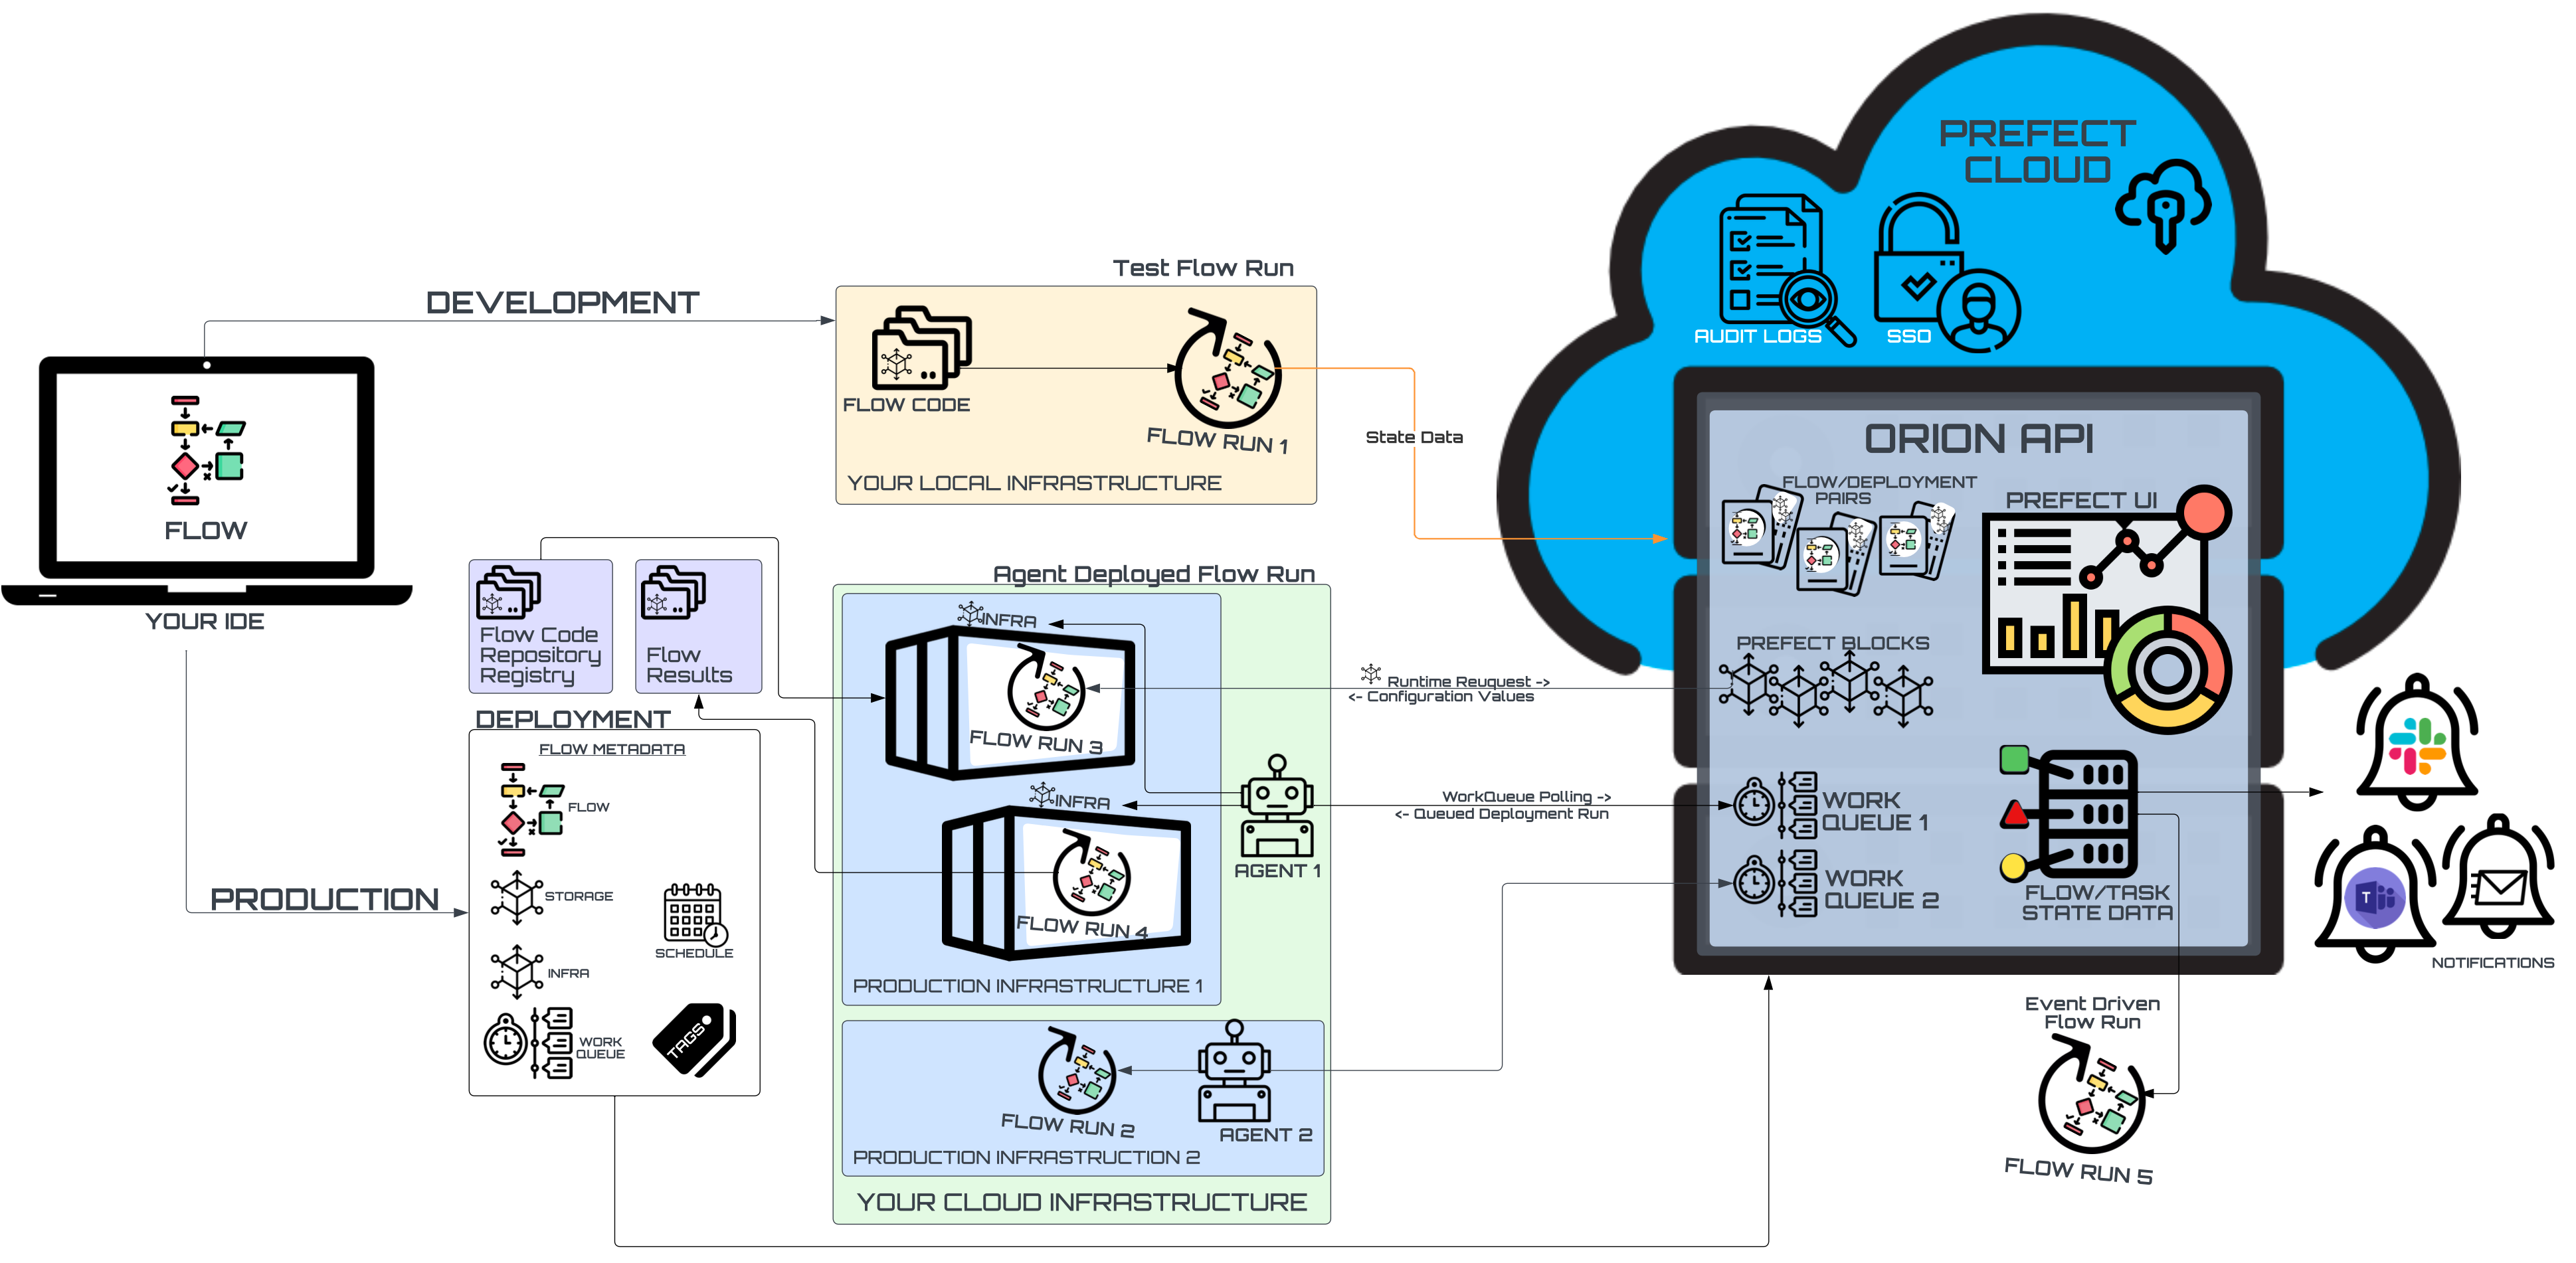 PREFECT
CLOUD
AUDIT LOGS
SSO
Test Flow Run
DEVELOPMENT
FLOW CODE
FLOW RUN 1
YOUR LOCAL INFRASTRUCTURE
State Data
FLOW
YOUR IDE
ORION API
FLOW/DEPLOYMENT
PAIRS
PREFECT UI
PREFECT BLOCKS
WORK
QUEUE 1
WORK
QUEUE 2
FLOW/TASK
STATE DATA
Flow Code
Repository
Registry
Flow
Results
Agent Deployed Flow Run
INFRA
FLOW RUN 3
INFRA
FLOW RUN 4
PRODUCTION INFRASTRUCTURE 1
AGENT 1
Runtime Reuquest ->
<- Configuration Values
WorkQueue Polling ->
<- Queued Deployment Run
DEPLOYMENT
FLOW METADATA
FLOW
STORAGE
SCHEDULE
INFRA
WORK
QUEUE
TAGS
PRODUCTION
FLOW RUN 2
AGENT 2
PRODUCTION INFRASTRUCTION 2
YOUR CLOUD INFRASTRUCTURE
T
NOTIFICATIONS
Event Driven
Flow Run
FLOW RUN 5